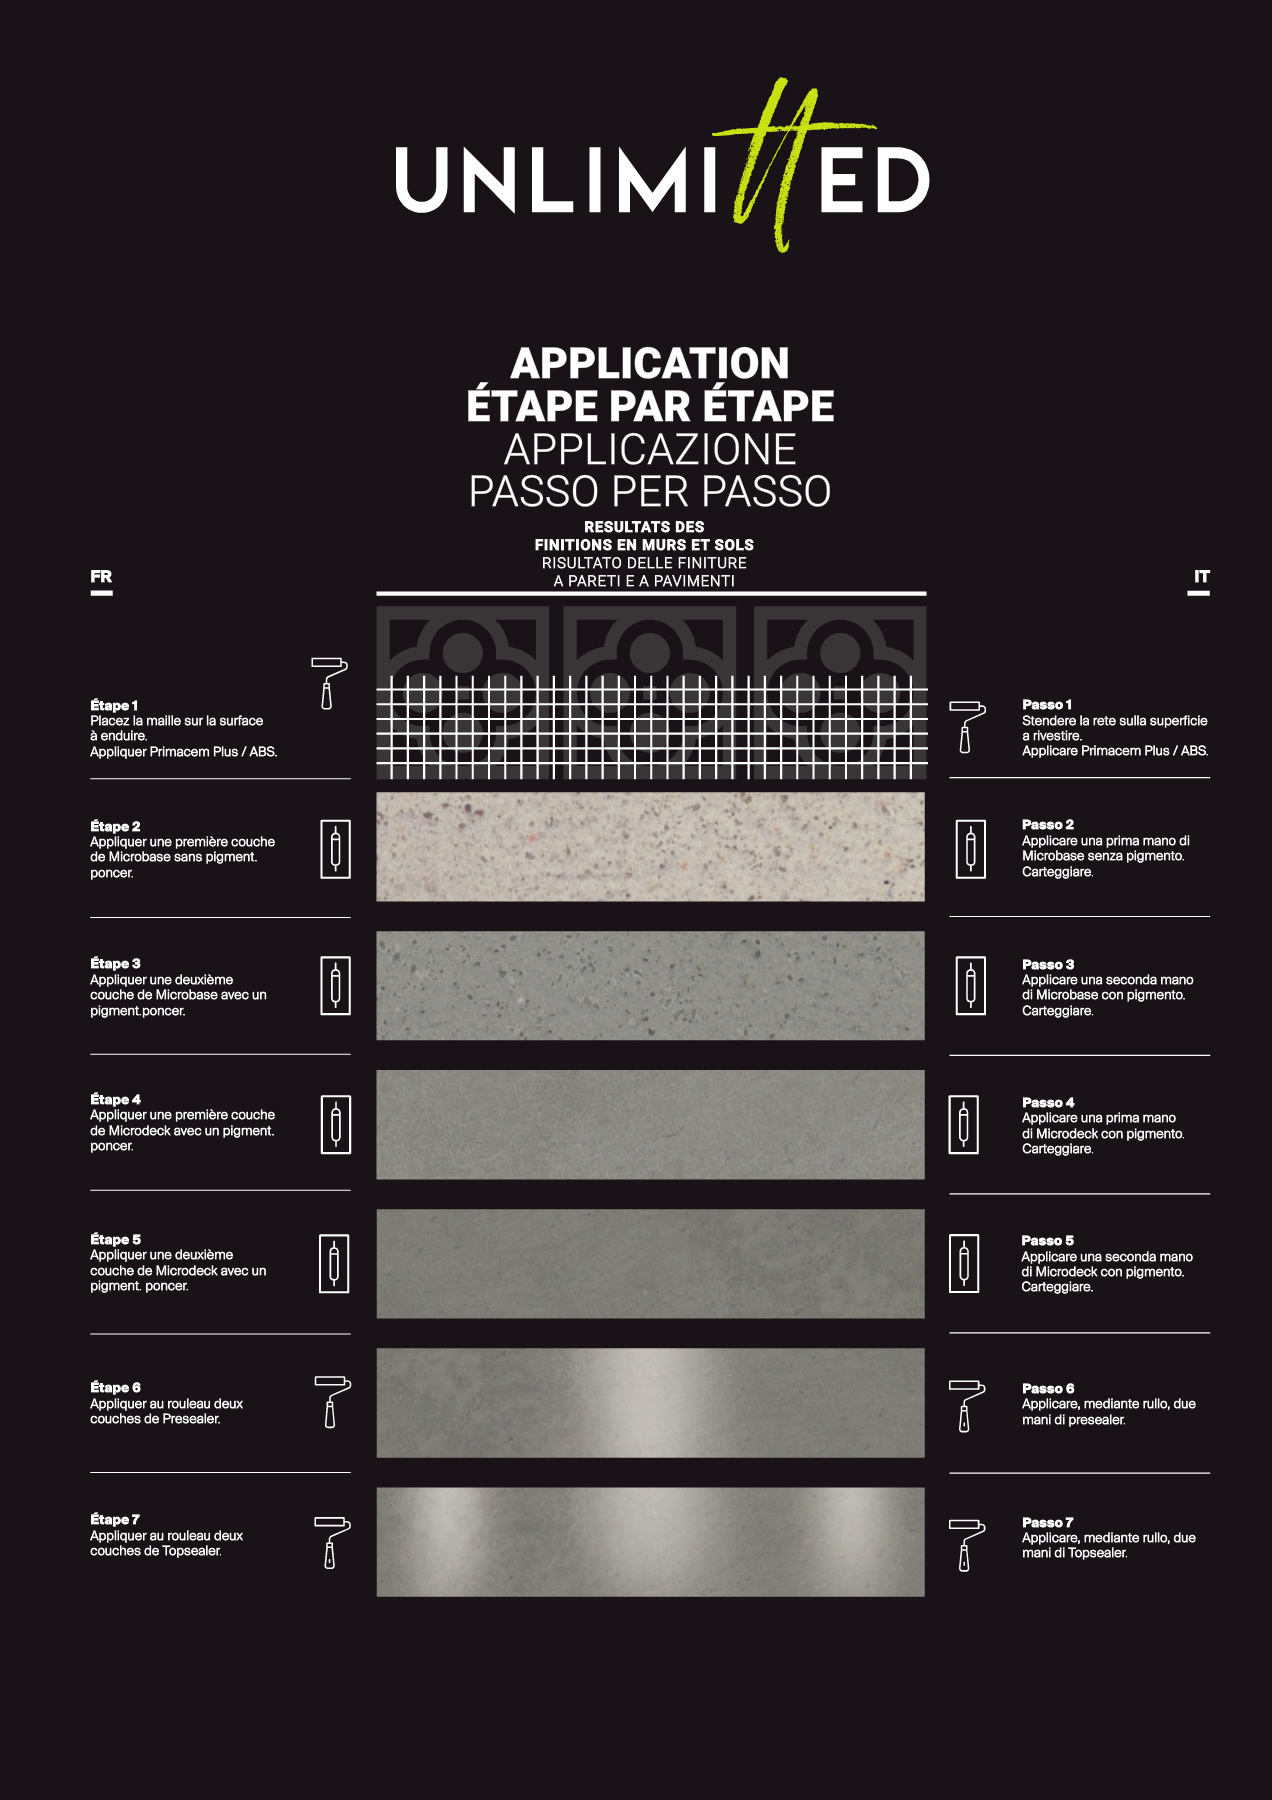 UNLIMITTED
APPLICATION
ÉTAPE PAR ÉTAPE
APPLICAZIONE
PASSO PER PASSO
RESULTATS DES
FINITIONS EN MURS ET SOLS
RISULTATO DELLE FINITURE
A PARETI E A PAVIMENTI
FR
Étape 1
Placez la maille sur la surface
à enduire.
Appliquer Primacem Plus / ABS.
Étape 2
Appliquer une première couche
de Microbase sans pigment.
poncer.
Étape 3
Appliquer une deuxième
couche de Microbase avec un
pigment.poncer.
Étape 4
Appliquer une première couche
de Microdeck avec un pigment.
poncer.
Étape 5
Appliquer une deuxième
couche de Microdeck avec un
pigment. poncer.
Étape 6
Appliquer au rouleau deux
couches de Presealer.
Étape 7
Appliquer au rouleau deux
couches de Topsealer.
IT
Passo 1
Stendere la rete sulla superficie
a rivestire.
Applicare Primacem Plus / ABS.
Passo 2
Applicare una prima mano di
Microbase senza pigmento.
Carteggiare.
Passo 3
Applicare una seconda mano
di Microbase con pigmento.
Carteggiare.
Passo 4
Applicare una prima mano
di Microdeck con pigmento.
Carteggiare.
Passo 5
Applicare una seconda mano
di Microdeck con pigmento.
Carteggiare.
Passo 6
Applicare, mediante rullo, due
mani di presealer.
Passo 7
Applicare, mediante rullo, due
mani di Topsealer.